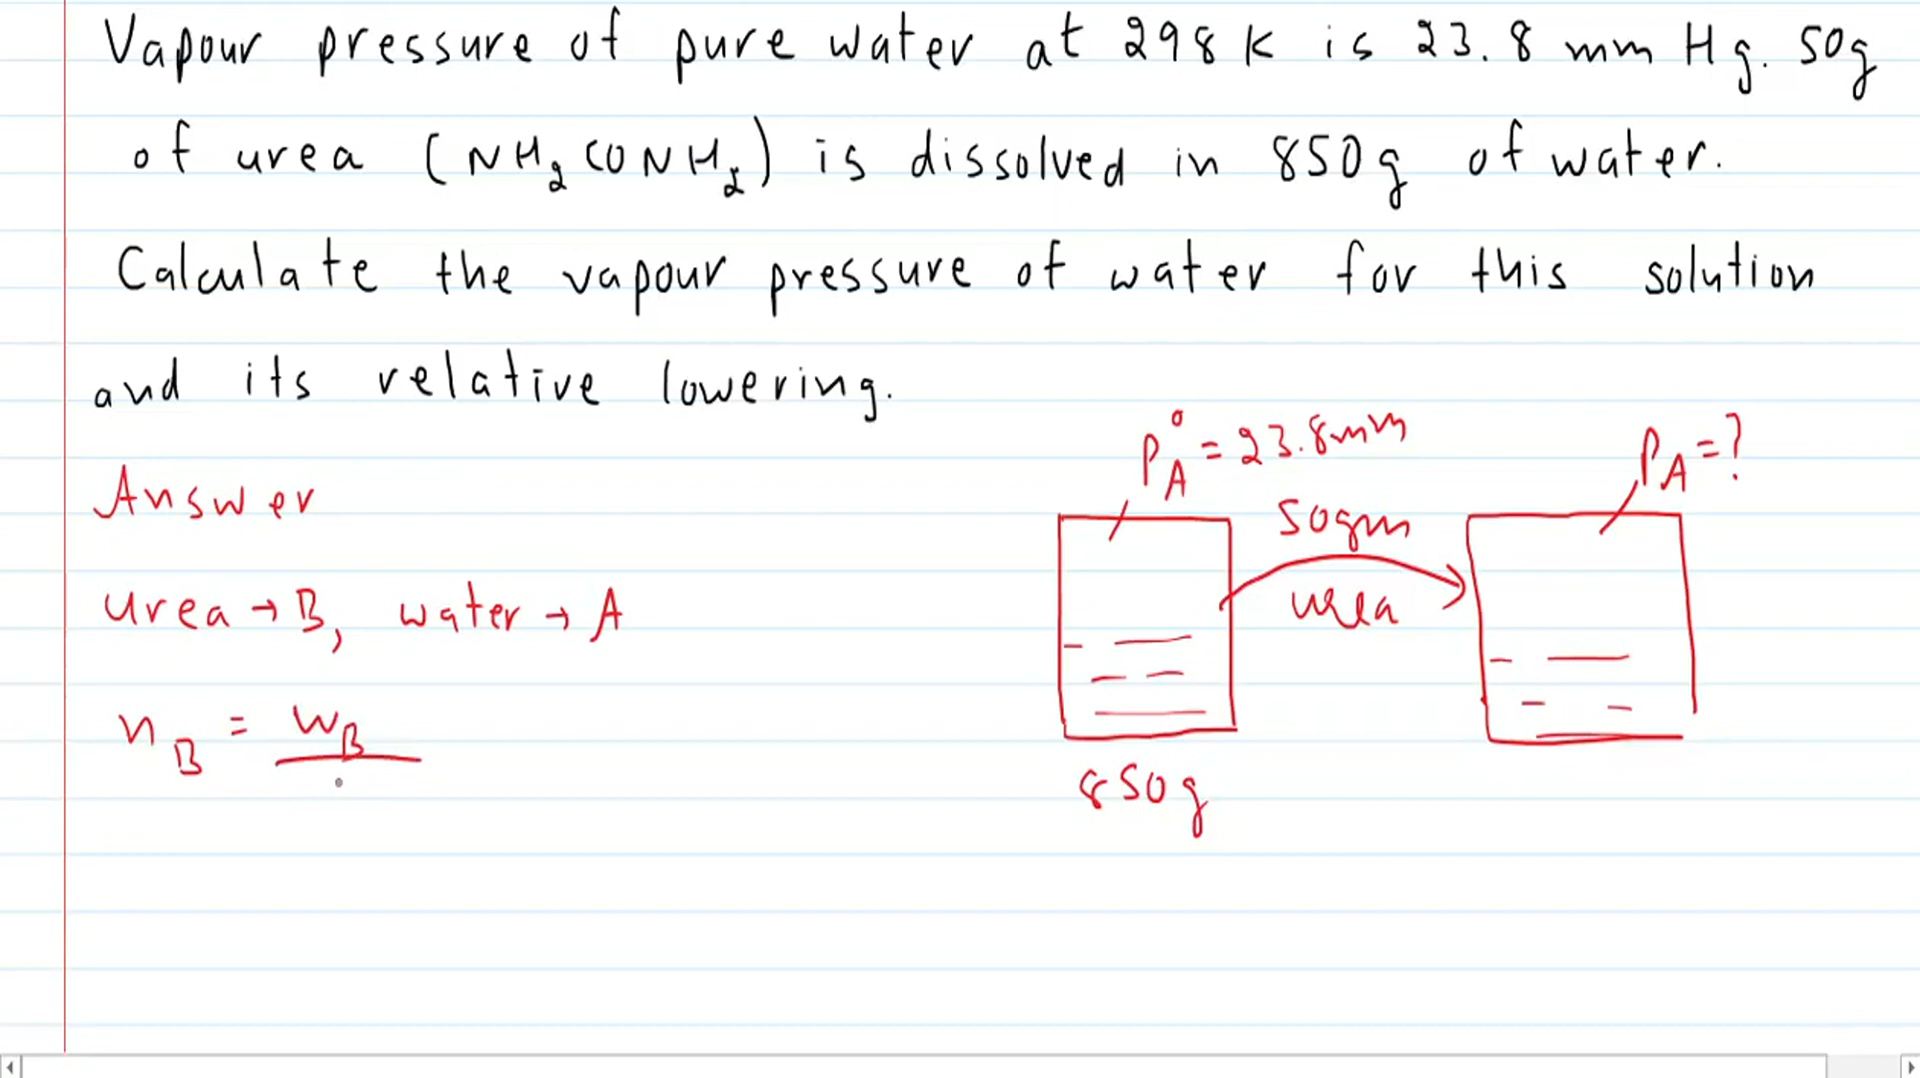 Vapour pressure of pure water at 298 K is 23.8 mm Hg. 50g
of urea (NH₂CONH₂) is dissolved in 850g of water.
Calculate the vapour pressure of water for this solution
and its relative lowering.
P°A = 23.8mm
PA = ?
Answer
50gm
urea
urea → B, water → A
nB = wB
850g